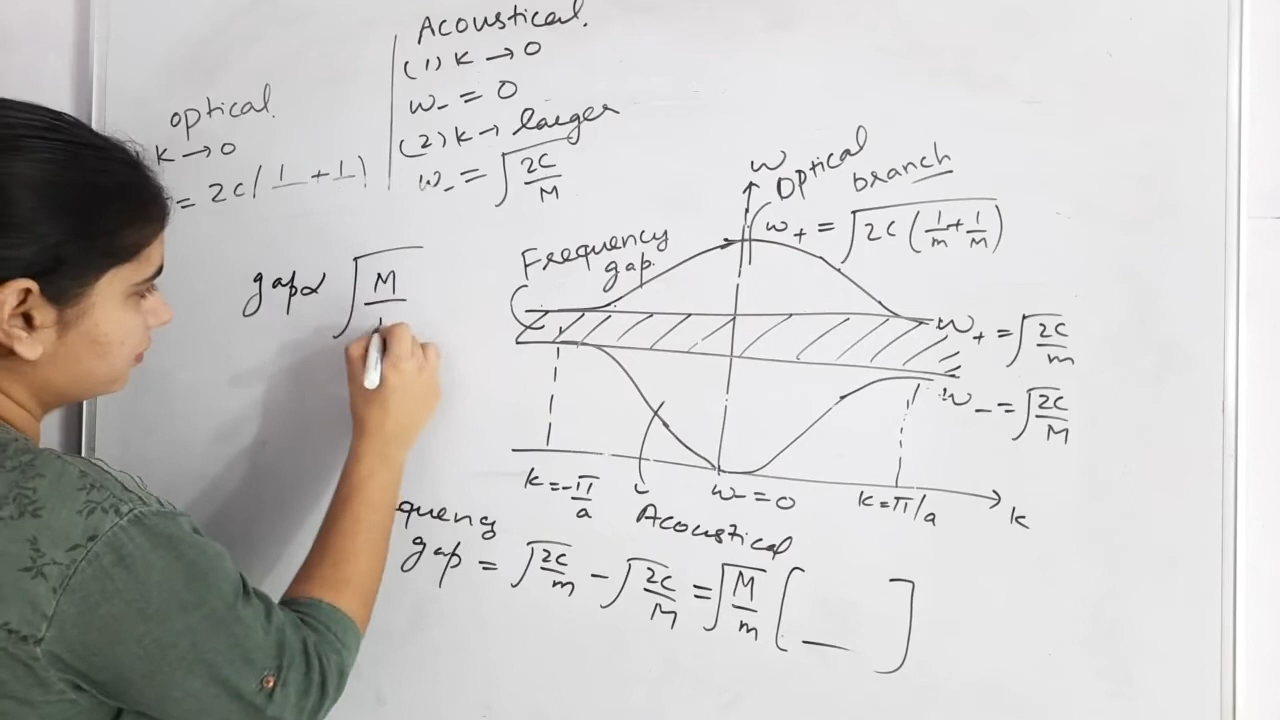 optical
k → 0
= 2c(1 + 1)
Acoustical.
(1) k → 0
w₋ = 0
(2) k → larger
w₋ = √(2C/M)
gap ∝ √(M/
w
Optical branch
w₊ = √(2C (1/m + 1/M))
Frequency gap.
w₊ = √(2C/m)
w₋ = √(2C/M)
k = -π/a
w₋ = 0
k = π/a
k
Acoustical
quency
gap = √(2C/m) - √(2C/M) = √(M/m) [ __ ]